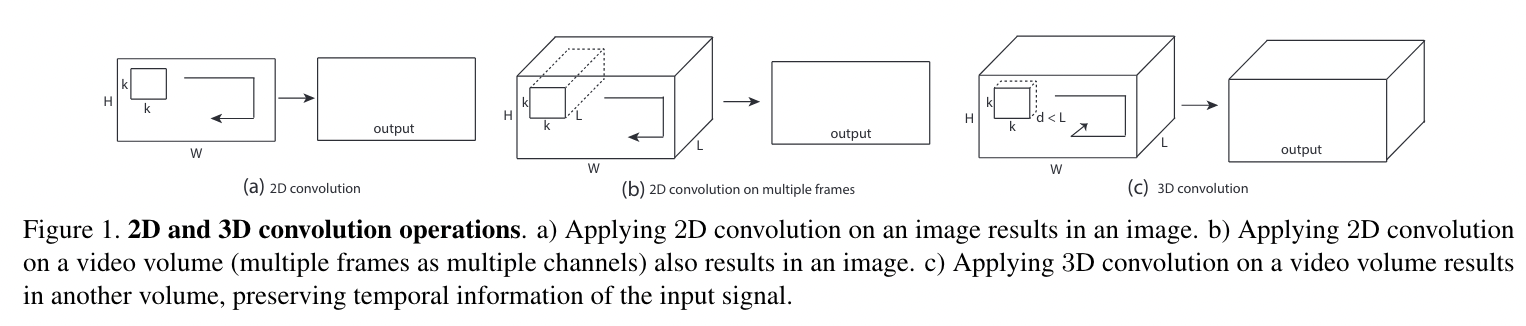 k
k
H
W
output
(a) 2D convolution
k
k
L
H
W
L
output
(b) 2D convolution on multiple frames
k
k
d < L
H
W
L
output
(c) 3D convolution
Figure 1. 2D and 3D convolution operations. a) Applying 2D convolution on an image results in an image. b) Applying 2D convolution
on a video volume (multiple frames as multiple channels) also results in an image. c) Applying 3D convolution on a video volume results
in another volume, preserving temporal information of the input signal.